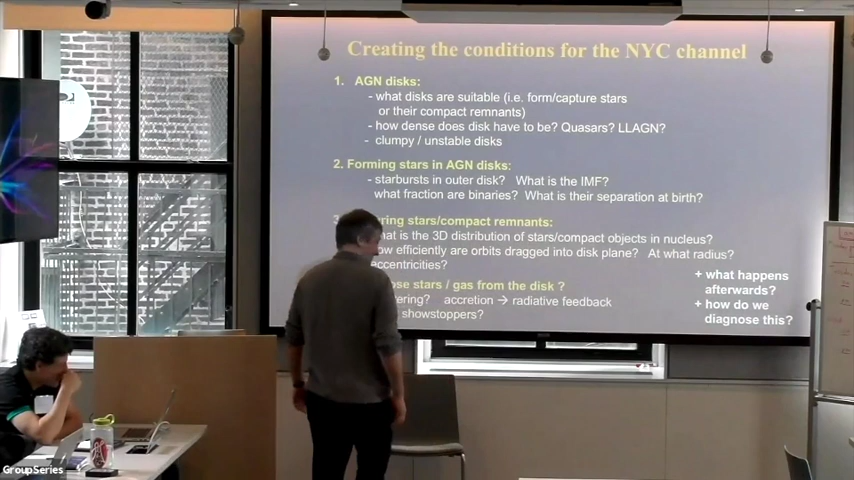 Creating the conditions for the NYC channel
1. AGN disks:
- what disks are suitable (i.e. form/capture stars
or their compact remnants)
- how dense does disk have to be? Quasars? LLAGN?
- clumpy / unstable disks
2. Forming stars in AGN disks:
- starbursts in outer disk? What is the IMF?
what fraction are binaries? What is their separation at birth?
stars/compact remnants:
is the 3D distribution of stars/compact objects in nucleus?
efficiently are orbits dragged into disk plane? At what radius?
eccentricities?
stars / gas from the disk ?
accretion → radiative feedback
showstoppers?
+ what happens
afterwards?
+ how do we
diagnose this?
GroupSeries